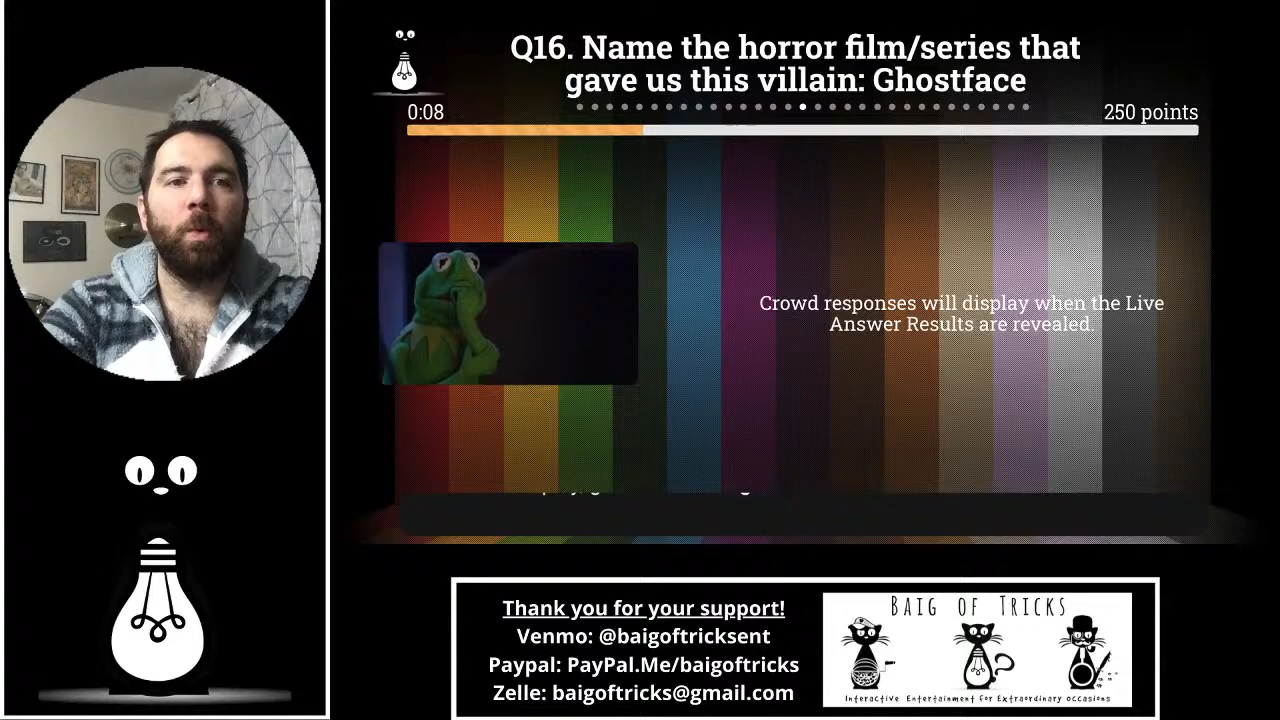 Q16. Name the horror film/series that
gave us this villain: Ghostface
0:08
250 points
Crowd responses will display when the Live
Answer Results are revealed.
Thank you for your support!
Venmo: @baigoftricksent
Paypal: PayPal.Me/baigoftricks
Zelle: baigoftricks@gmail.com
BAIG OF TRICKS
Interactive Entertainment for Extraordinary occasions